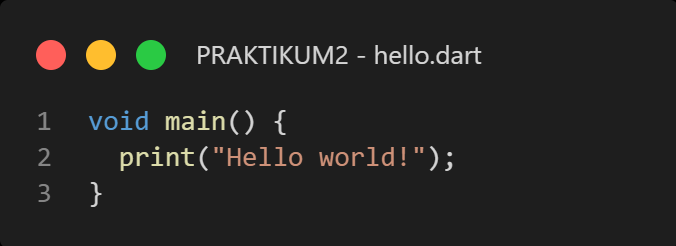 PRAKTIKUM2 - hello.dart
1 void main() {
2   print("Hello world!");
3 }